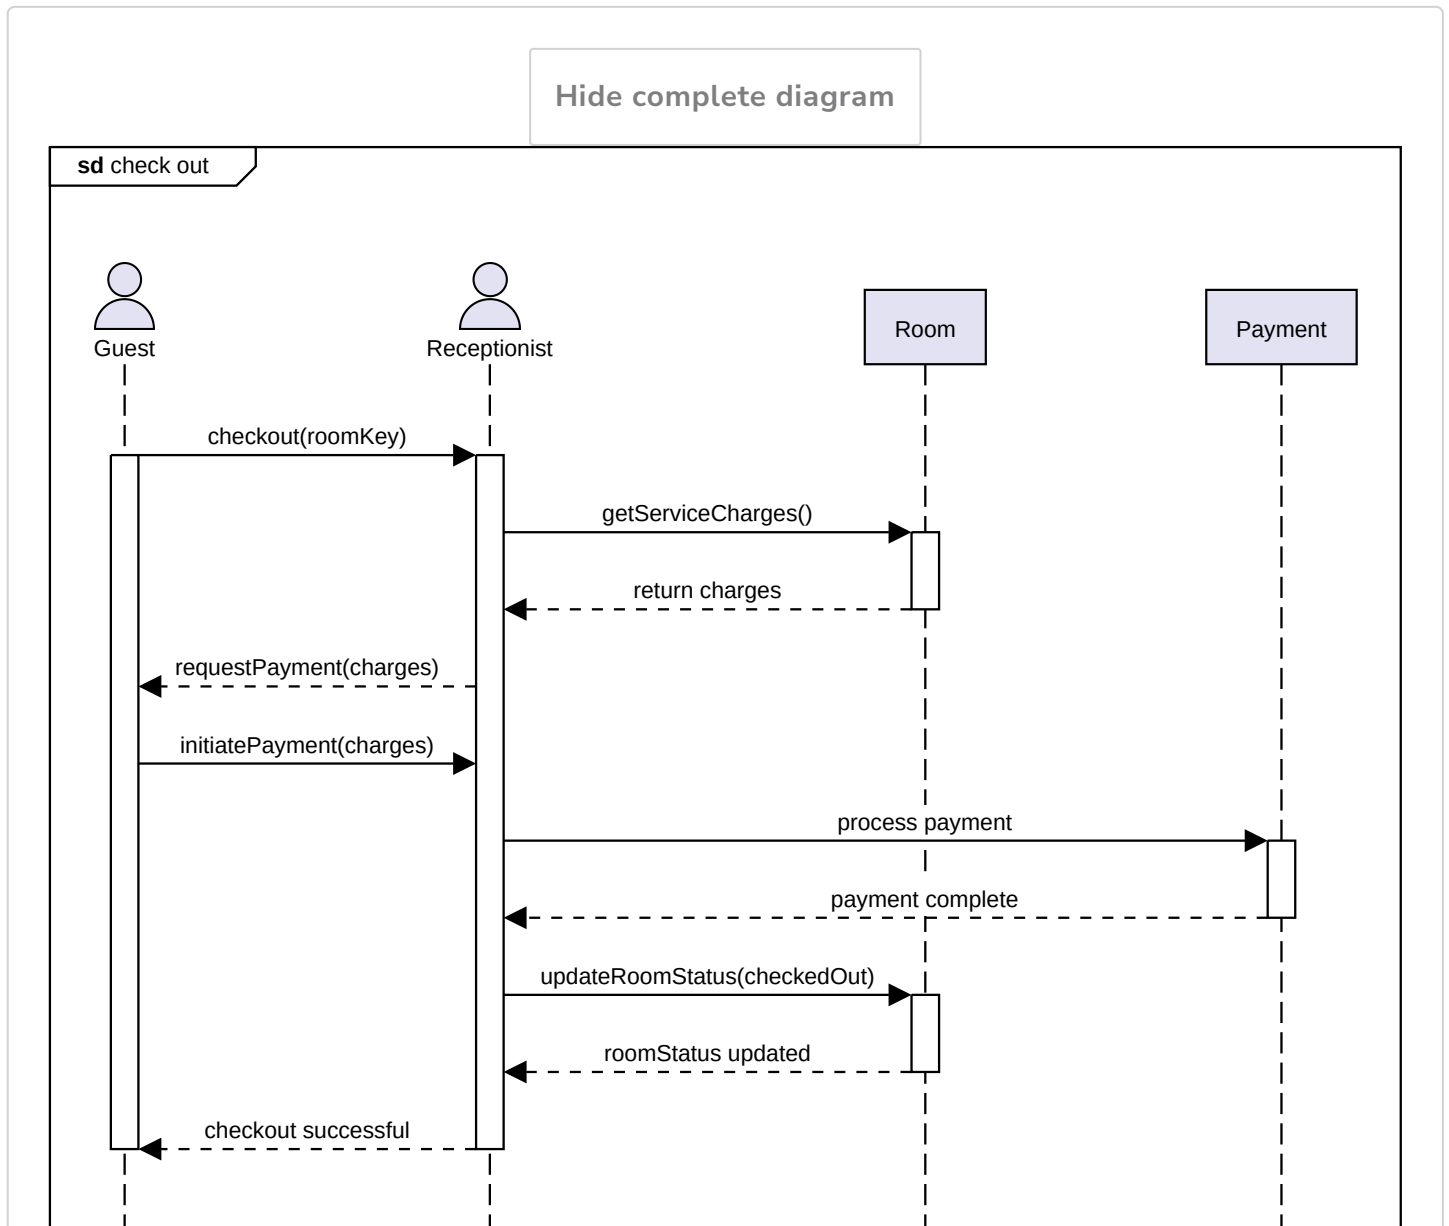 Hide complete diagram
sd check out
Guest
Receptionist
Room
Payment
checkout(roomKey)
getServiceCharges()
return charges
requestPayment(charges)
initiatePayment(charges)
process payment
payment complete
updateRoomStatus(checkedOut)
roomStatus updated
checkout successful